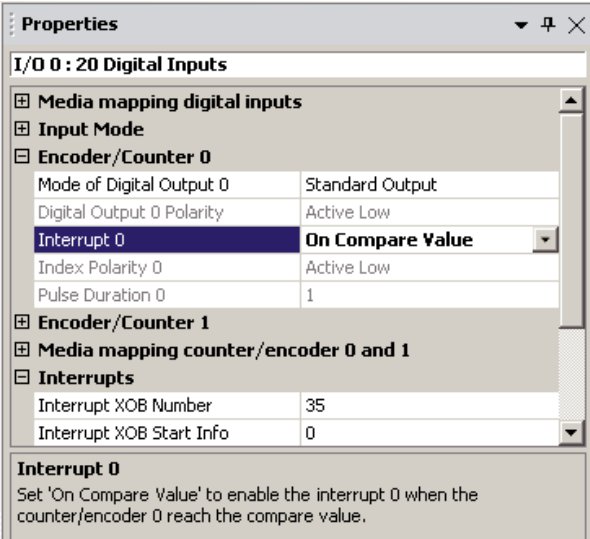 Properties
I/O 0 : 20 Digital Inputs
Media mapping digital inputs
Input Mode
Encoder/Counter 0
Mode of Digital Output 0 Standard Output
Digital Output 0 Polarity Active Low
Interrupt 0 On Compare Value
Index Polarity 0 Active Low
Pulse Duration 0 1
Encoder/Counter 1
Media mapping counter/encoder 0 and 1
Interrupts
Interrupt XOB Number 35
Interrupt XOB Start Info 0
Interrupt 0
Set 'On Compare Value' to enable the interrupt 0 when the
counter/encoder 0 reach the compare value.